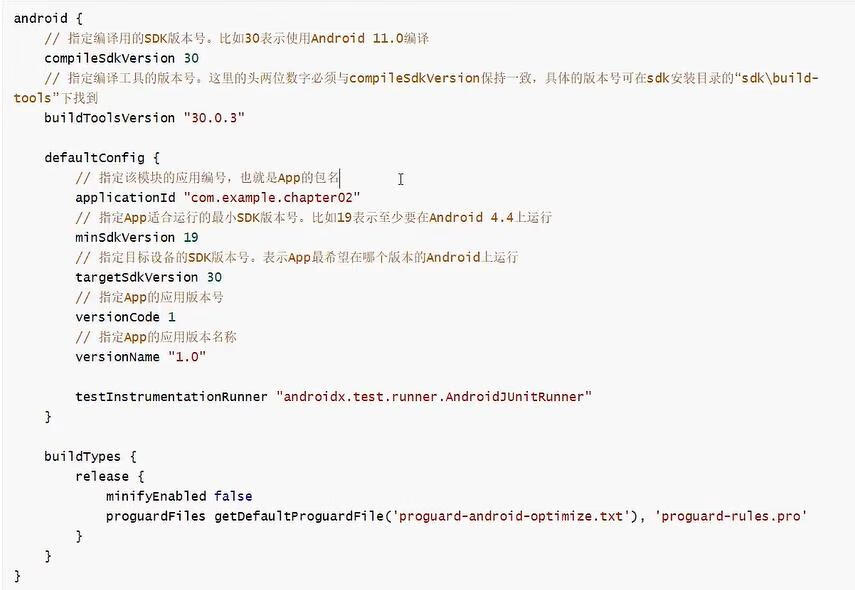 android {
    // 指定编译用的SDK版本号。比如30表示使用Android 11.0编译
    compileSdkVersion 30
    // 指定编译工具的版本号。这里的头两位数字必须与compileSdkVersion保持一致，具体的版本号可在sdk安装目录的“sdk\build-
tools”下找到
    buildToolsVersion "30.0.3"

    defaultConfig {
        // 指定该模块的应用编号，也就是App的包名
        applicationId "com.example.chapter02"
        // 指定App适合运行的最小SDK版本号。比如19表示至少要在Android 4.4上运行
        minSdkVersion 19
        // 指定目标设备的SDK版本号。表示App最希望在哪个版本的Android上运行
        targetSdkVersion 30
        // 指定App的应用版本号
        versionCode 1
        // 指定App的应用版本名称
        versionName "1.0"

        testInstrumentationRunner "androidx.test.runner.AndroidJUnitRunner"
    }

    buildTypes {
        release {
            minifyEnabled false
            proguardFiles getDefaultProguardFile('proguard-android-optimize.txt'), 'proguard-rules.pro'
        }
    }
}